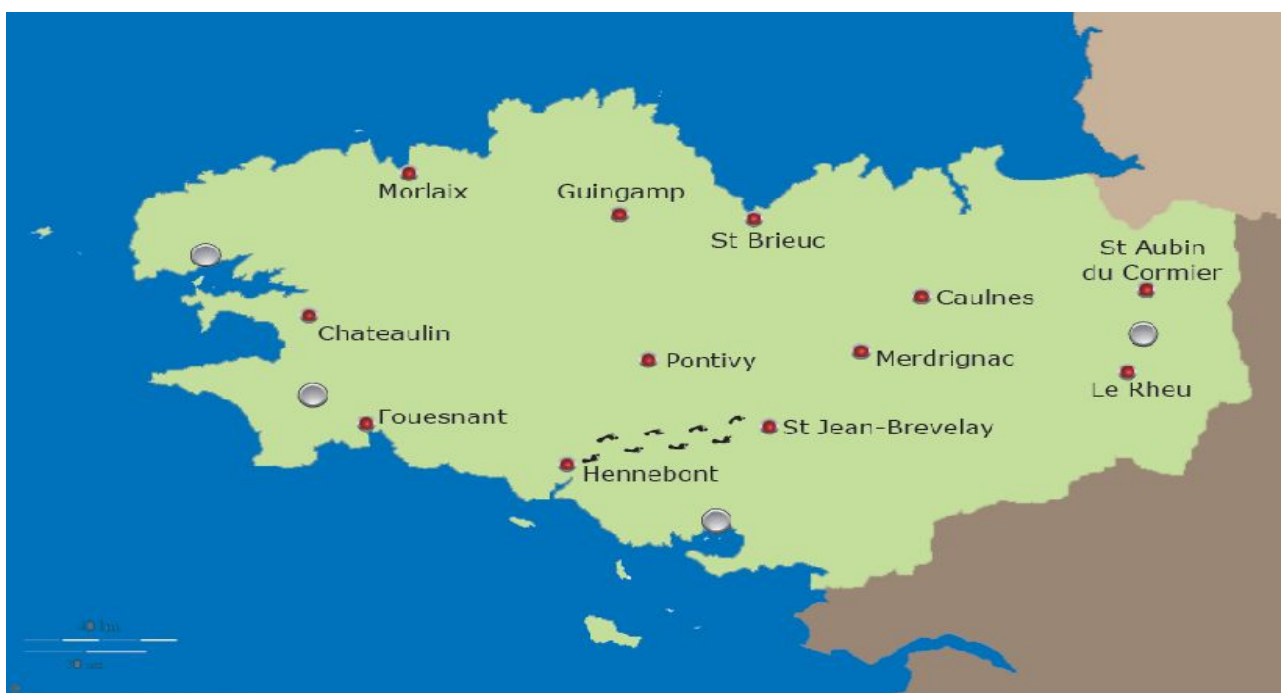 Morlaix
Guingamp
St Brieuc
St Aubin
du Cormier
Caulnes
Chateaulin
Pontivy
Merdrignac
Le Rheu
Fouesnant
St Jean-Brevelay
Hennebont